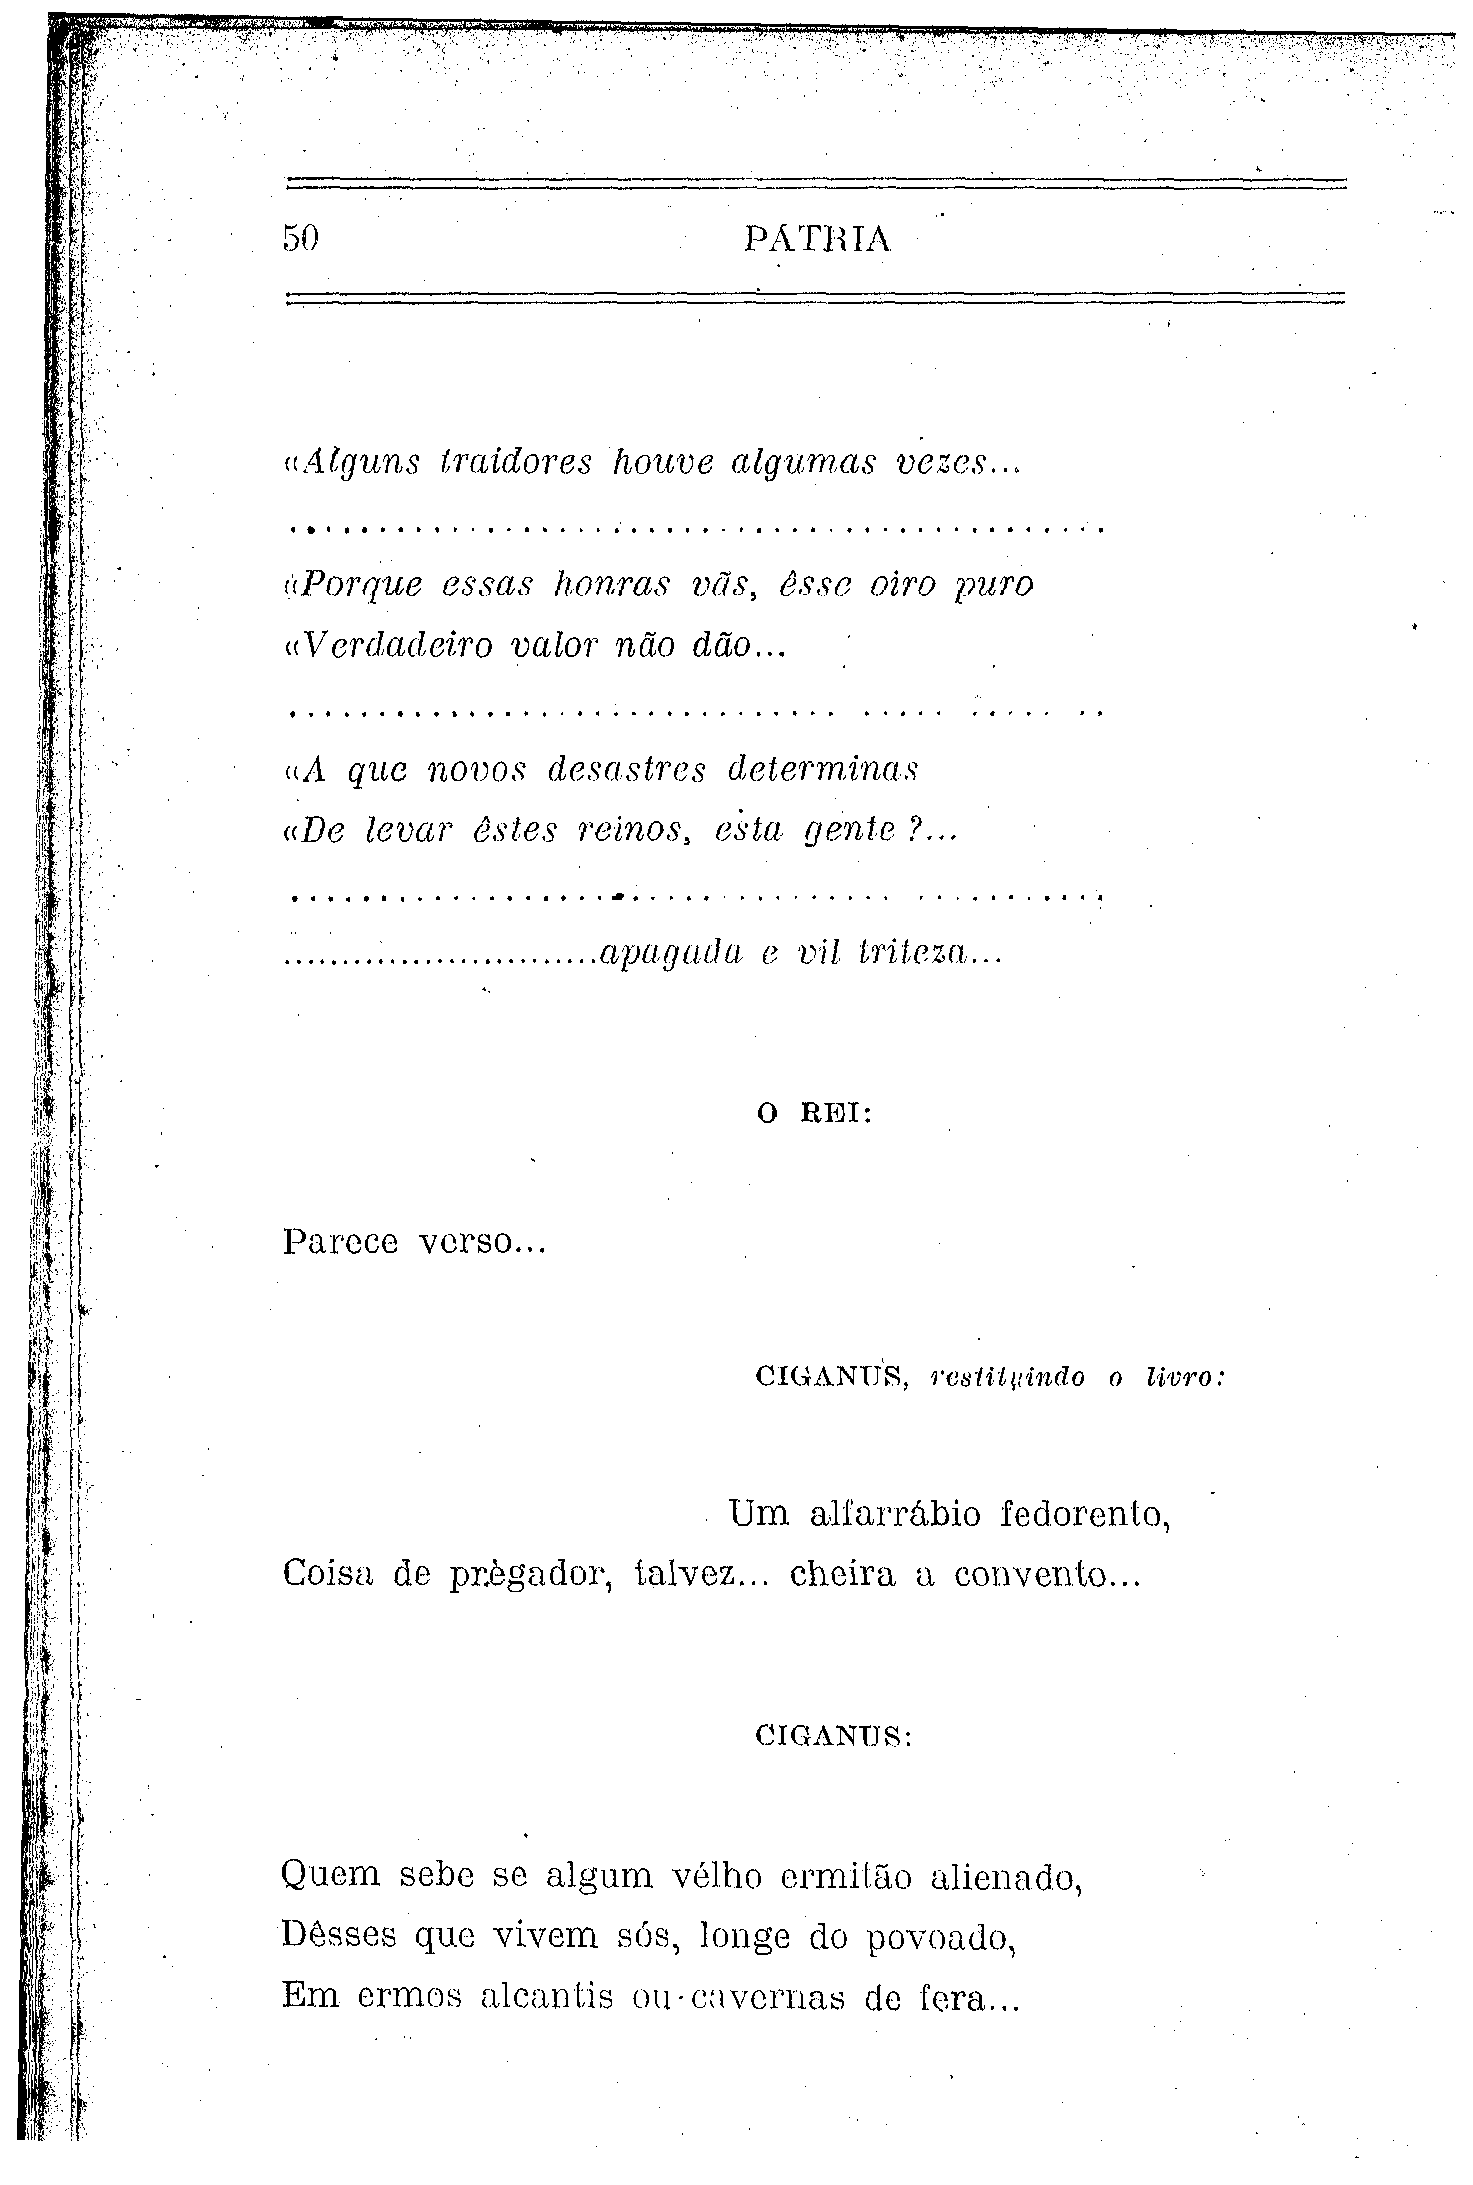 50 PÁTRIA
«Alguns traidores houve algumas vezes...
..............................................
«Porque essas honras vãs, êsse oiro puro
«Verdadeiro valor não dão...
..............................................
«A que novos desastres determinas
«De levar êstes reinos, esta gente ?...
..............................................
...........................apagada e vil triteza...
O REI:
Parece verso...
CIGANUS, restituindo o livro:
Um alfarrábio fedorento,
Coisa de prègador, talvez... cheira a convento...
CIGANUS:
Quem sebe se algum vélho ermitão alienado,
Dêsses que vivem sós, longe do povoado,
Em ermos alcantis ou cavernas de fera...